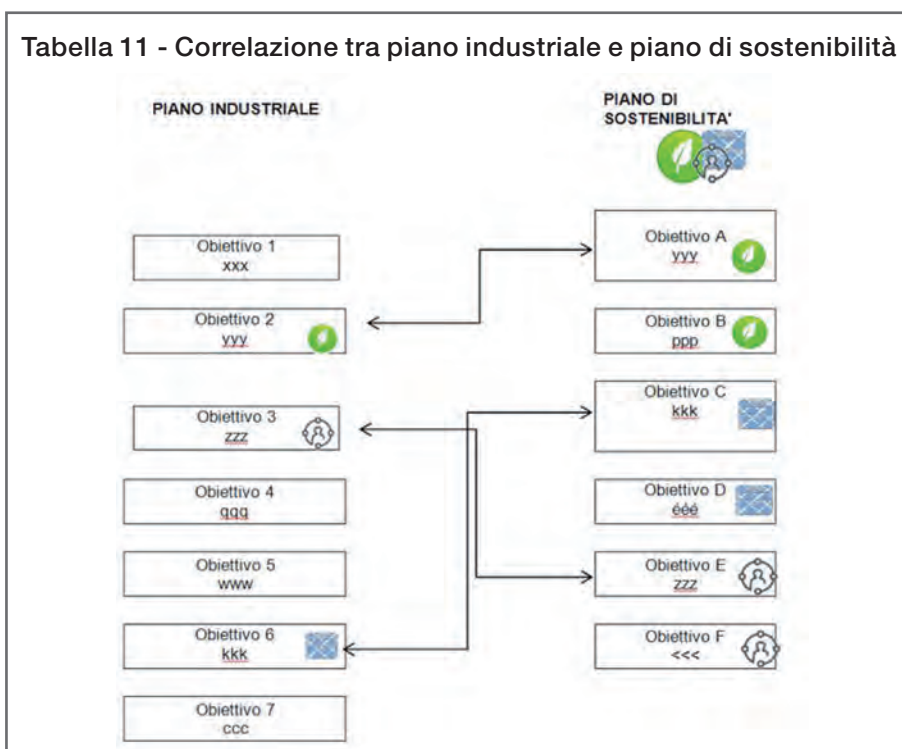 Tabella 11 - Correlazione tra piano industriale e piano di sostenibilità
PIANO INDUSTRIALE
Obiettivo 1
xxx
Obiettivo 2
yyy
Obiettivo 3
zzz
Obiettivo 4
qqq
Obiettivo 5
www
Obiettivo 6
kkk
Obiettivo 7
ccc
PIANO DI
SOSTENIBILITA'
Obiettivo A
yyy
Obiettivo B
ppp
Obiettivo C
kkk
Obiettivo D
ééé
Obiettivo E
zzz
Obiettivo F
<<<